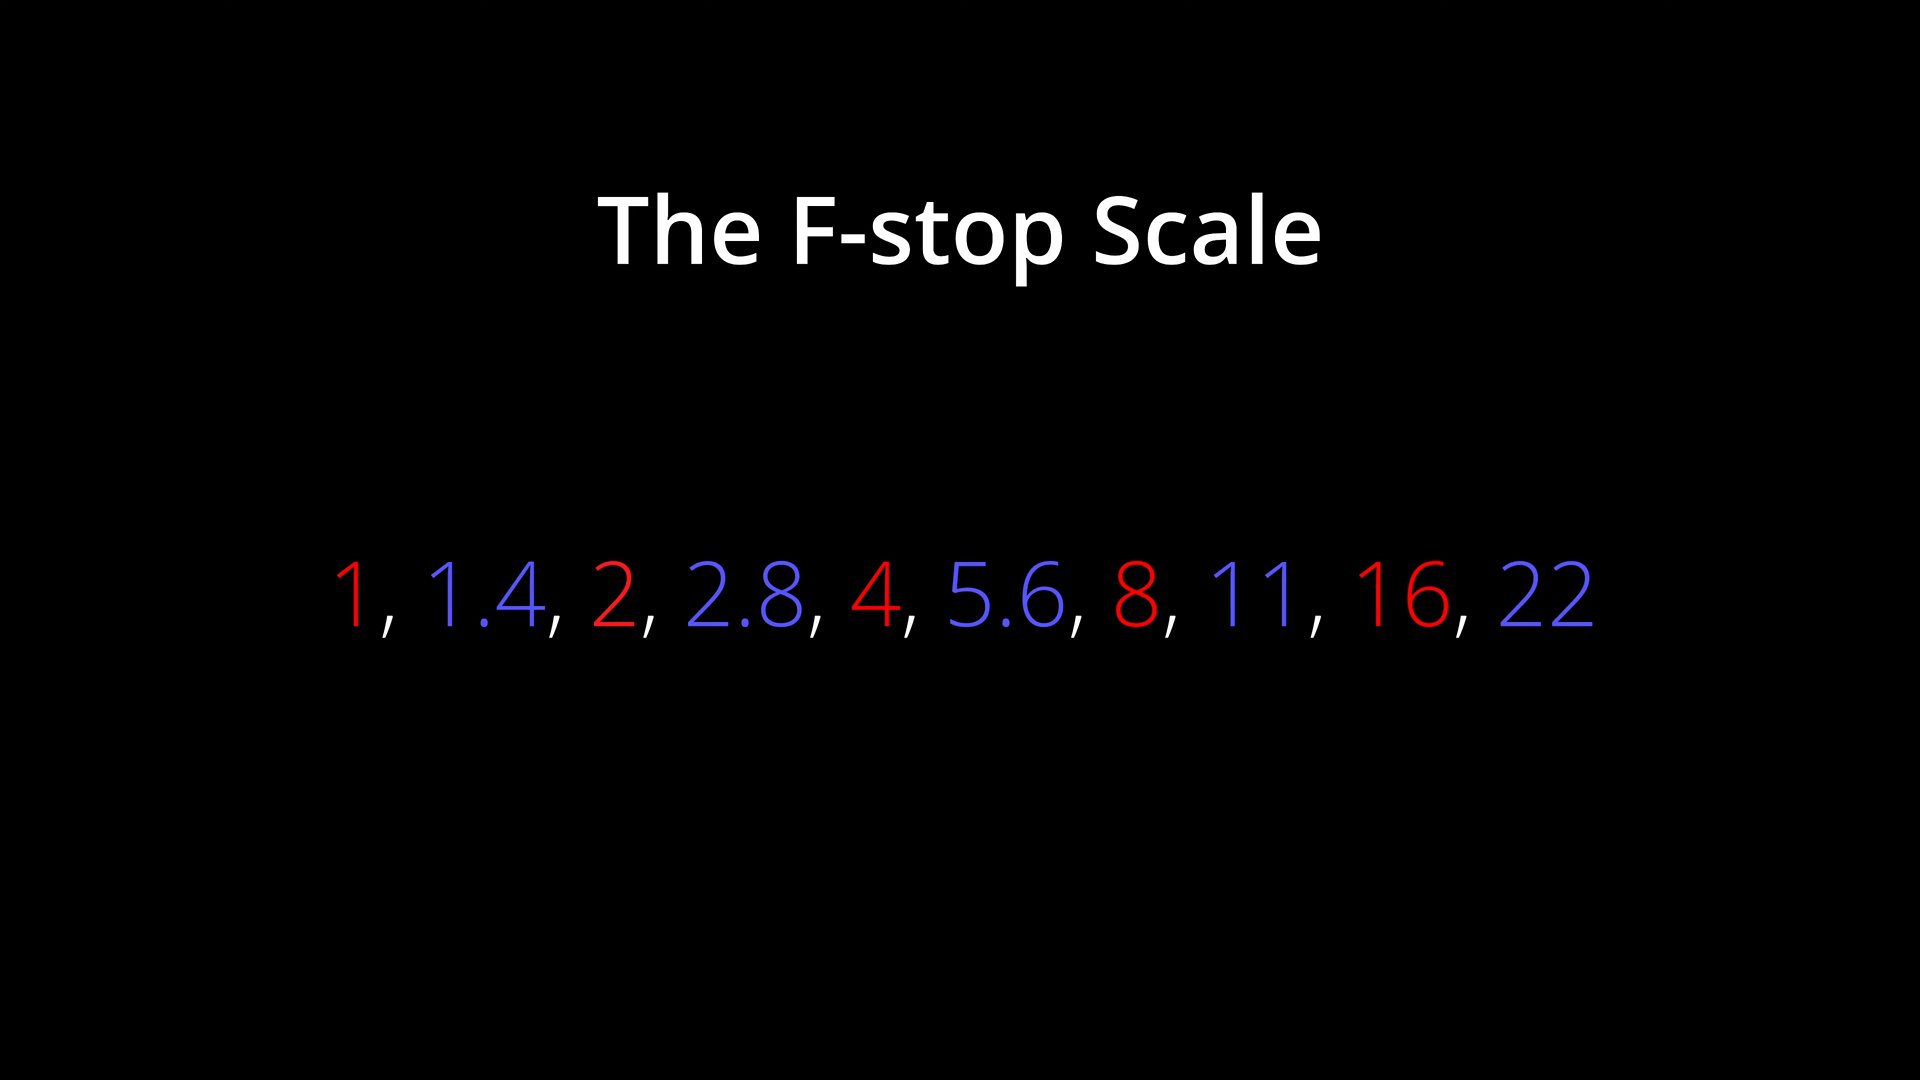 The F-stop Scale
1, 1.4, 2, 2.8, 4, 5.6, 8, 11, 16, 22